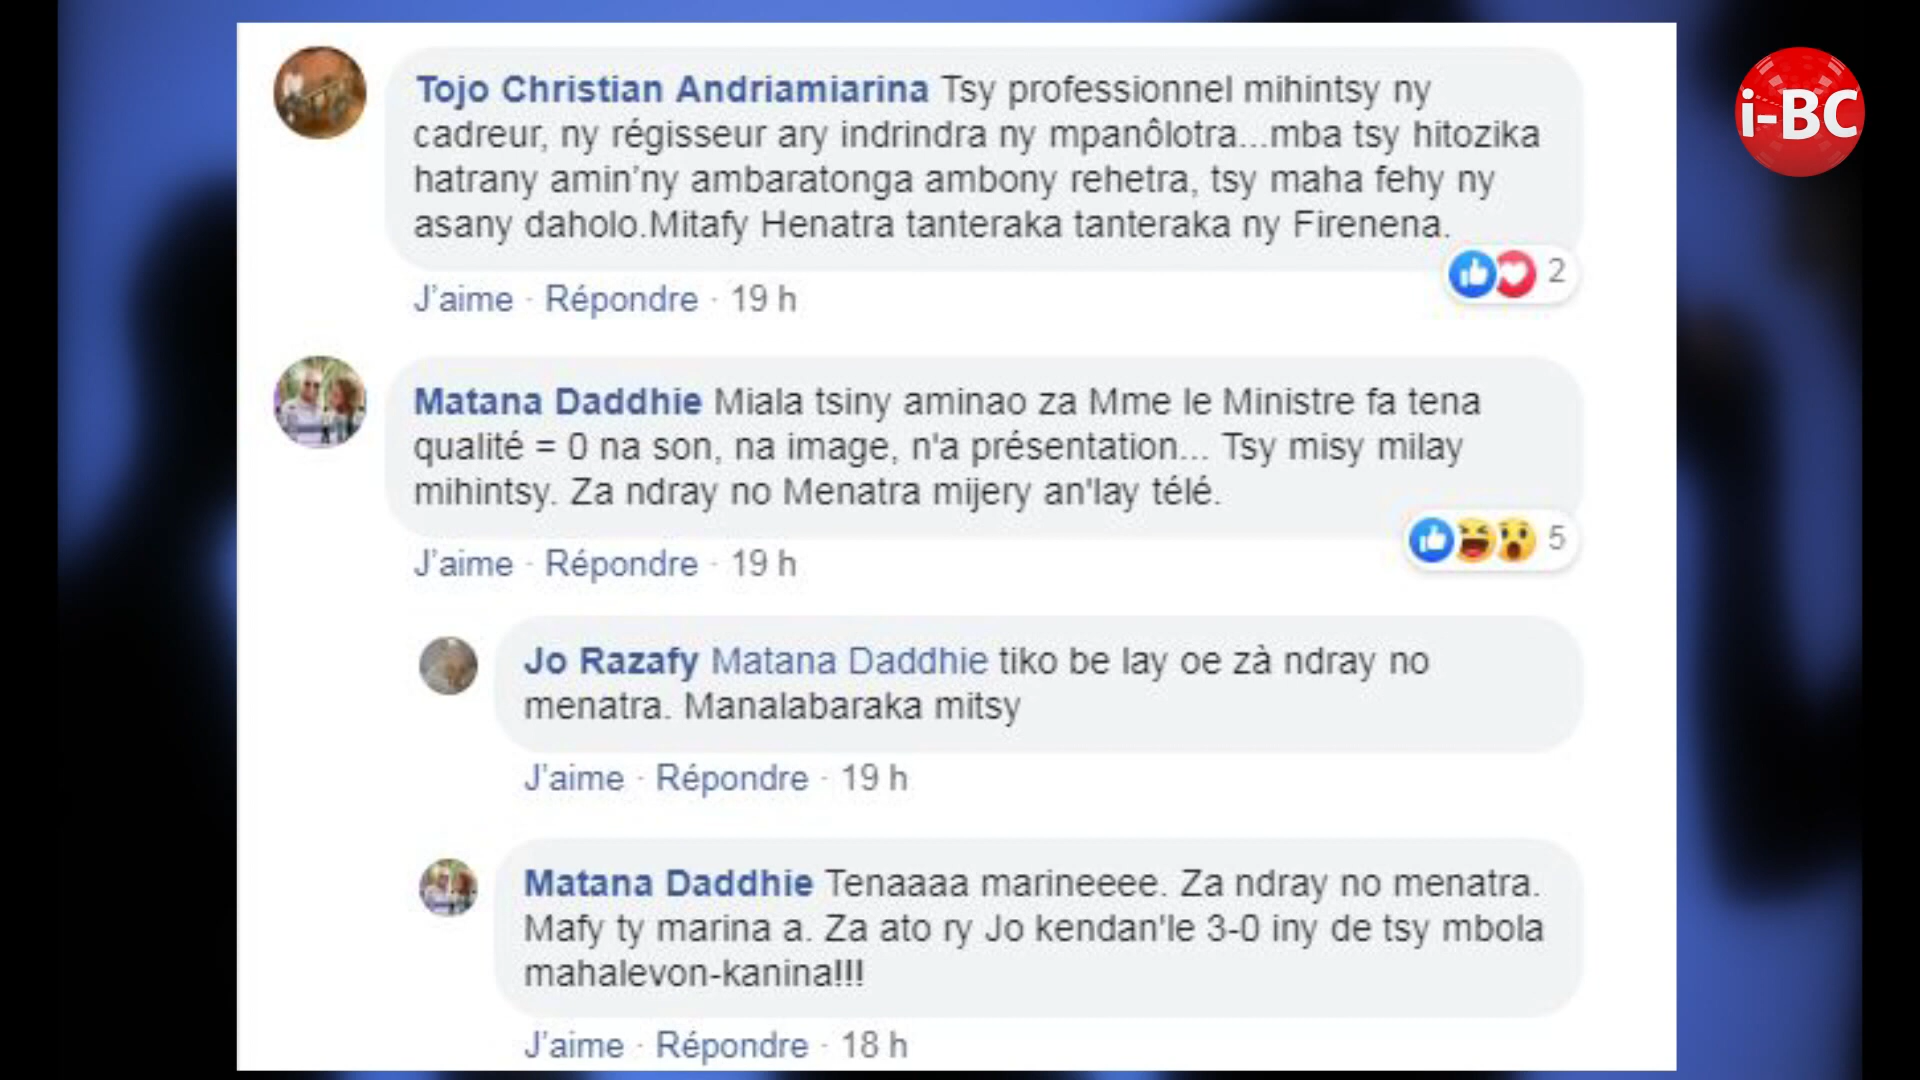 i-BC
Tojo Christian Andriamiarina Tsy professionnel mihintsy ny
cadreur, ny régisseur ary indrindra ny mpanôlotra...mba tsy hitozika
hatrany amin'ny ambaratonga ambony rehetra, tsy maha fehy ny
asany daholo.Mitafy Henatra tanteraka tanteraka ny Firenena.
2
J'aime · Répondre · 19 h
Matana Daddhie Miala tsiny aminao za Mme le Ministre fa tena
qualité = 0 na son, na image, n'a présentation... Tsy misy milay
mihintsy. Za ndray no Menatra mijery an'lay télé.
5
J'aime · Répondre · 19 h
Jo Razafy Matana Daddhie tiko be lay oe zà ndray no
menatra. Manalabaraka mitsy
J'aime · Répondre · 19 h
Matana Daddhie Tenaaaa marineeee. Za ndray no menatra.
Mafy ty marina a. Za ato ry Jo kendan'le 3-0 iny de tsy mbola
mahalevon-kanina!!!
J'aime · Répondre · 18 h